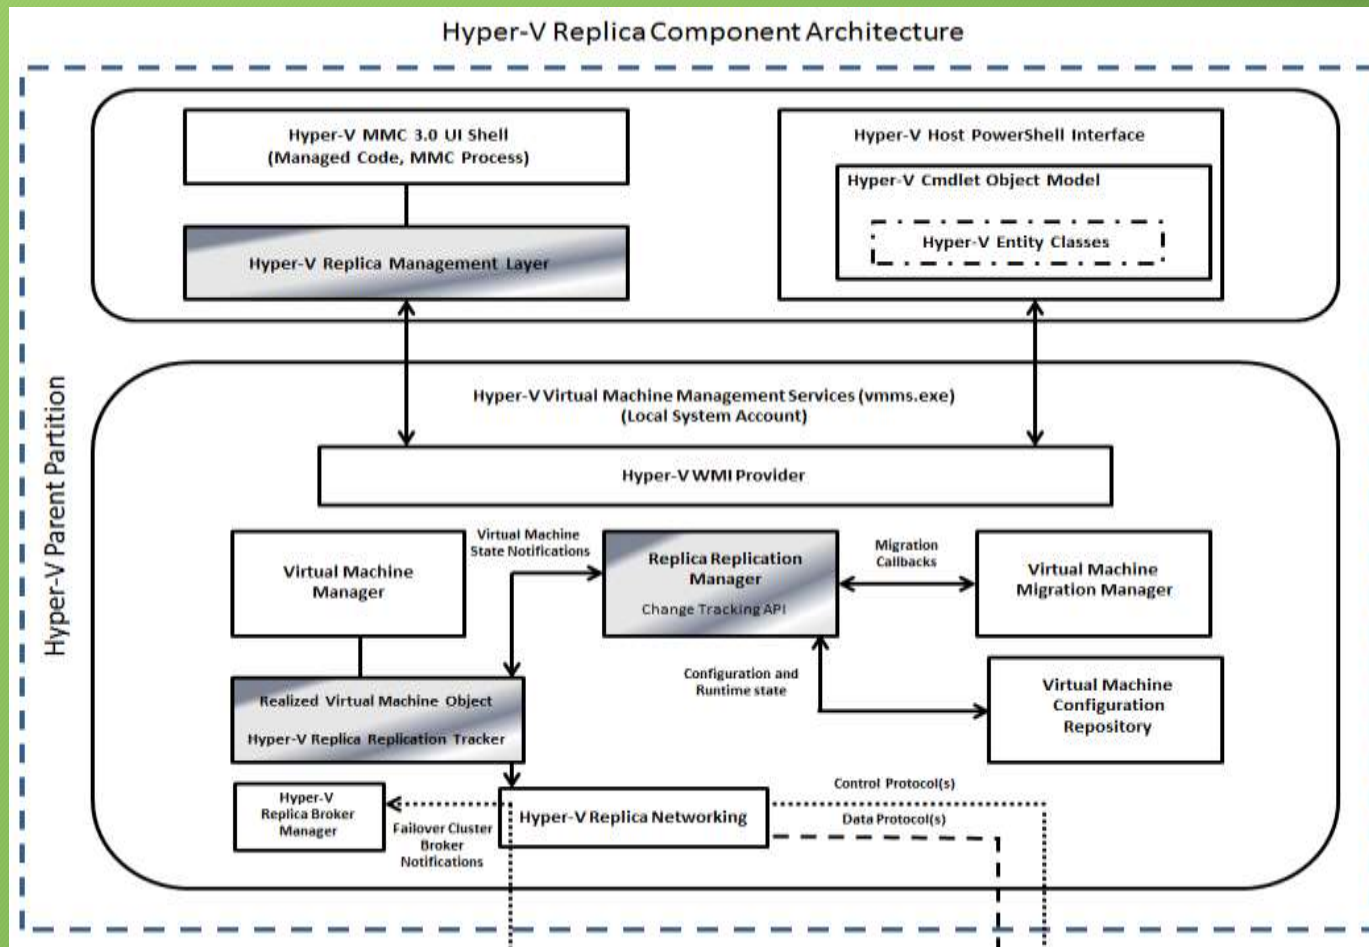 Hyper-V Replica Component Architecture
Hyper-V Parent Partition
Hyper-V MMC 3.0 UI Shell
(Managed Code, MMC Process)
Hyper-V Replica Management Layer
Hyper-V Host PowerShell Interface
Hyper-V Cmdlet Object Model
Hyper-V Entity Classes
Hyper-V Virtual Machine Management Services (vmms.exe)
(Local System Account)
Hyper-V WMI Provider
Virtual Machine
Manager
Virtual Machine
State Notifications
Replica Replication
Manager
Change Tracking API
Migration
Callbacks
Virtual Machine
Migration Manager
Realized Virtual Machine Object
Hyper-V Replica Replication Tracker
Configuration and
Runtime state
Virtual Machine
Configuration
Repository
Hyper-V
Replica Broker
Manager
Failover Cluster
Broker
Notifications
Hyper-V Replica Networking
Control Protocol(s)
Data Protocol(s)